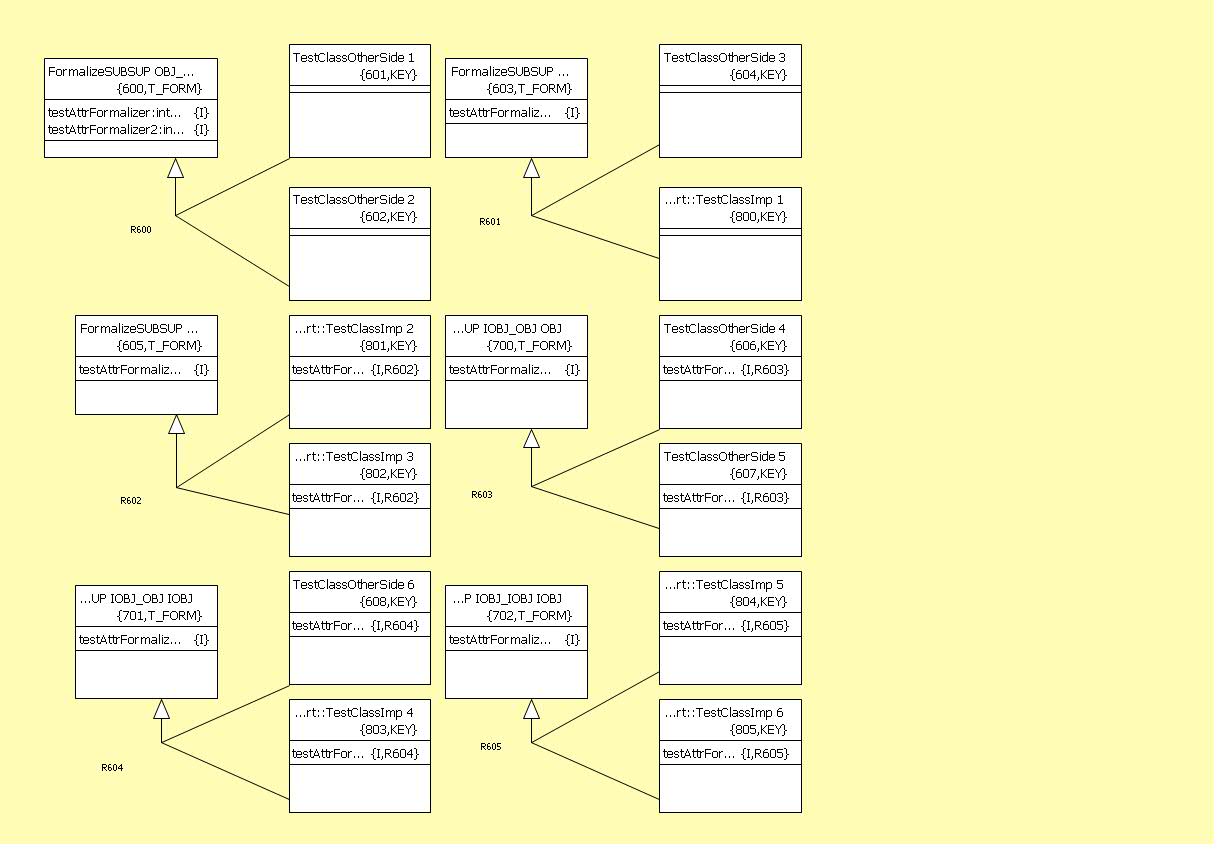 FormalizeSUBSUP OBJ_...
{600,T_FORM}
testAttrFormalizer:int... {I}
testAttrFormalizer2:in... {I}
TestClassOtherSide 1
{601,KEY}
TestClassOtherSide 2
{602,KEY}
R600
FormalizeSUBSUP ...
{603,T_FORM}
testAttrFormaliz... {I}
TestClassOtherSide 3
{604,KEY}
...rt::TestClassImp 1
{800,KEY}
R601
FormalizeSUBSUP ...
{605,T_FORM}
testAttrFormaliz... {I}
...rt::TestClassImp 2
{801,KEY}
testAttrFor... {I,R602}
...rt::TestClassImp 3
{802,KEY}
testAttrFor... {I,R602}
R602
...UP IOBJ_OBJ OBJ
{700,T_FORM}
testAttrFormaliz... {I}
TestClassOtherSide 4
{606,KEY}
testAttrFor... {I,R603}
TestClassOtherSide 5
{607,KEY}
testAttrFor... {I,R603}
R603
...UP IOBJ_OBJ IOBJ
{701,T_FORM}
testAttrFormaliz... {I}
TestClassOtherSide 6
{608,KEY}
testAttrFor... {I,R604}
...rt::TestClassImp 4
{803,KEY}
testAttrFor... {I,R604}
R604
...P IOBJ_IOBJ IOBJ
{702,T_FORM}
testAttrFormaliz... {I}
...rt::TestClassImp 5
{804,KEY}
testAttrFor... {I,R605}
...rt::TestClassImp 6
{805,KEY}
testAttrFor... {I,R605}
R605